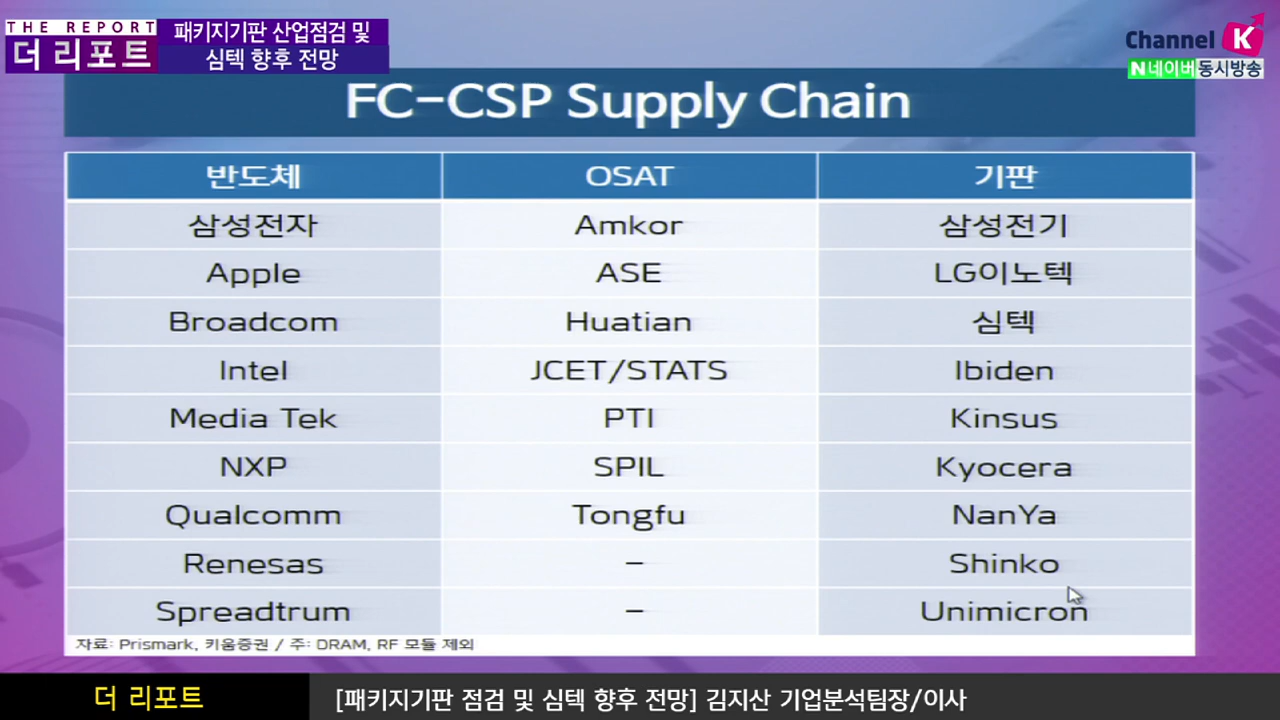 THE REPORT
더 리포트
패키지기판 산업점검 및
심텍 향후 전망
Channel K
N네이버동시방송
FC-CSP Supply Chain
반도체 OSAT 기판
삼성전자 Amkor 삼성전기
Apple ASE LG이노텍
Broadcom Huatian 심텍
Intel JCET/STATS Ibiden
Media Tek PTI Kinsus
NXP SPIL Kyocera
Qualcomm Tongfu NanYa
Renesas - Shinko
Spreadtrum - Unimicron
자료: Prismark, 키움증권 / 주: DRAM, RF 모듈 제외
더 리포트
[패키지기판 점검 및 심텍 향후 전망] 김지산 기업분석팀장/이사